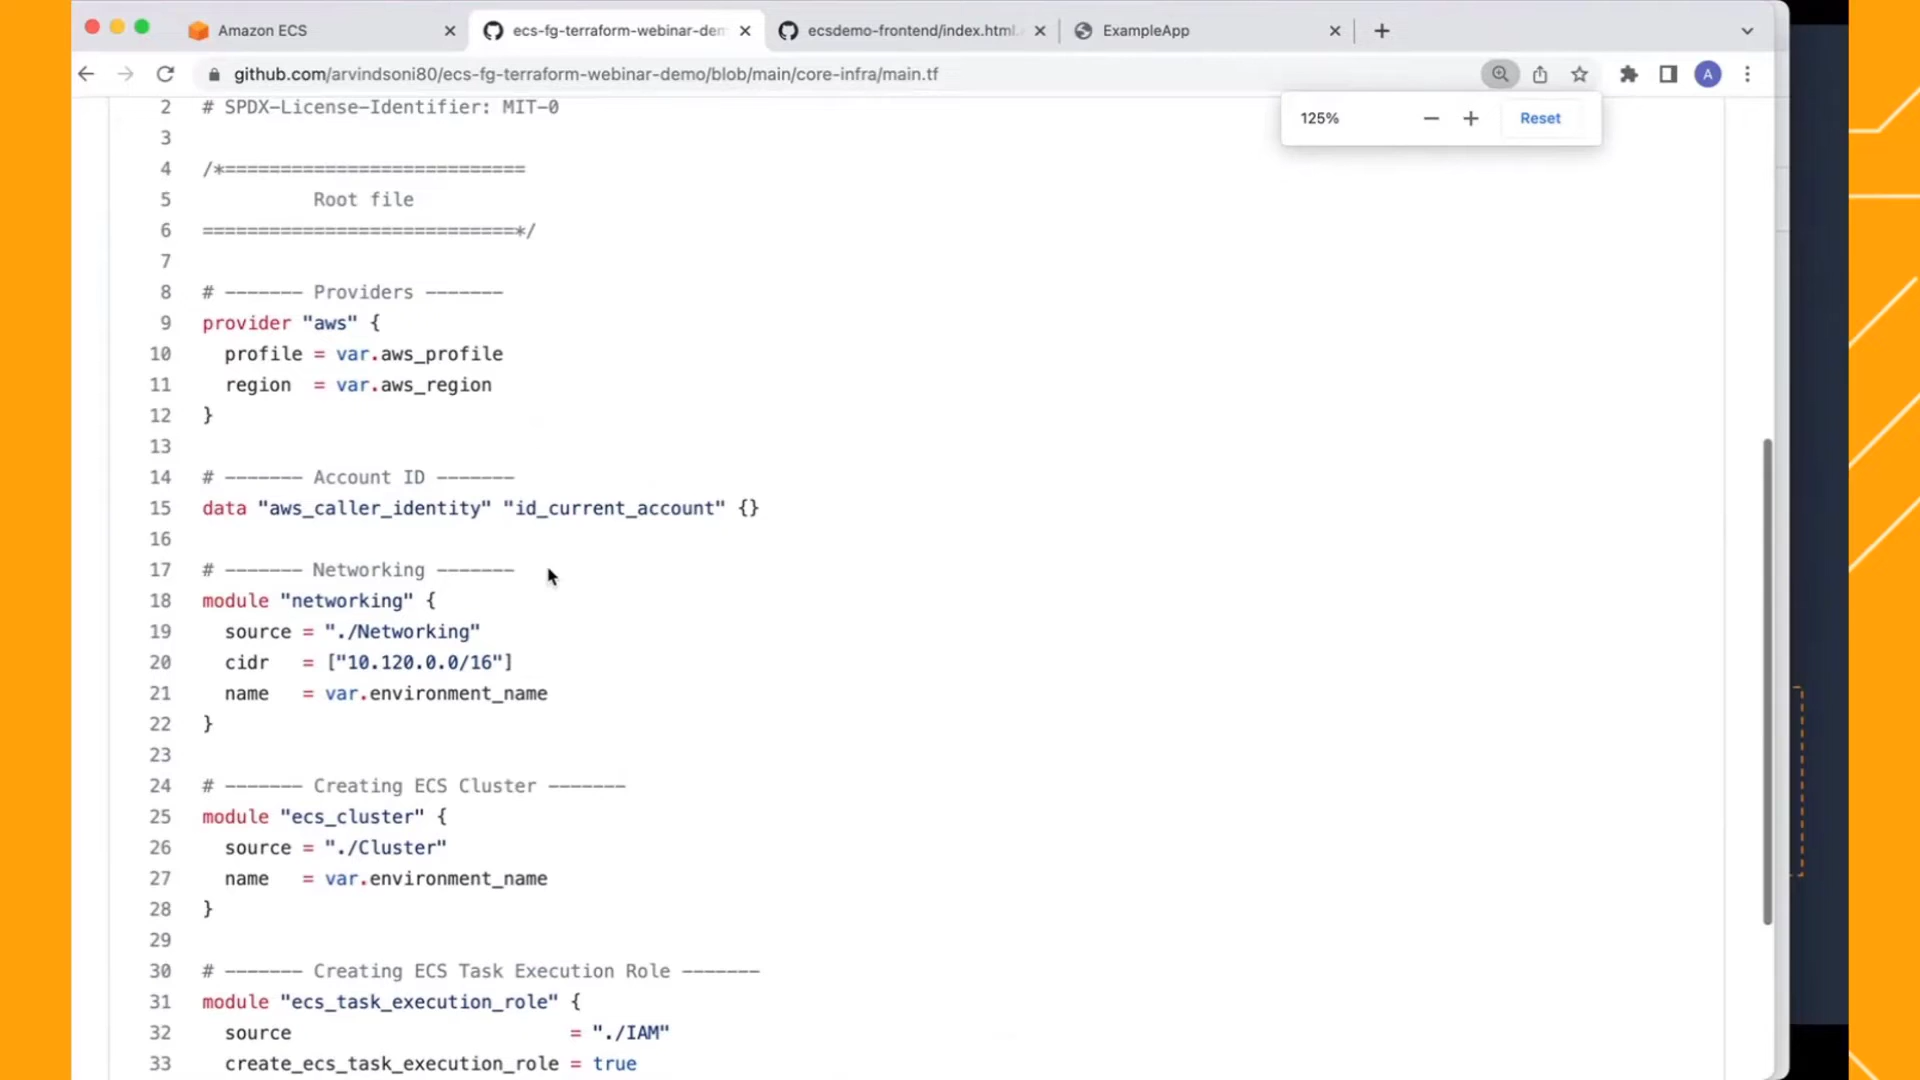 Amazon ECS
ecs-fg-terraform-webinar-dem
ecsdemo-frontend/index.html.
ExampleApp
github.com/arvindsoni80/ecs-fg-terraform-webinar-demo/blob/main/core-infra/main.tf
A
125%
Reset
2 # SPDX-License-Identifier: MIT-0
3
4 /*===========================
5 Root file
6 ============================*/
7
8 # ------- Providers -------
9 provider "aws" {
10 profile = var.aws_profile
11 region = var.aws_region
12 }
13
14 # ------- Account ID -------
15 data "aws_caller_identity" "id_current_account" {}
16
17 # ------- Networking -------
18 module "networking" {
19 source = "./Networking"
20 cidr = ["10.120.0.0/16"]
21 name = var.environment_name
22 }
23
24 # ------- Creating ECS Cluster -------
25 module "ecs_cluster" {
26 source = "./Cluster"
27 name = var.environment_name
28 }
29
30 # ------- Creating ECS Task Execution Role -------
31 module "ecs_task_execution_role" {
32 source = "./IAM"
33 create_ecs_task_execution_role = true